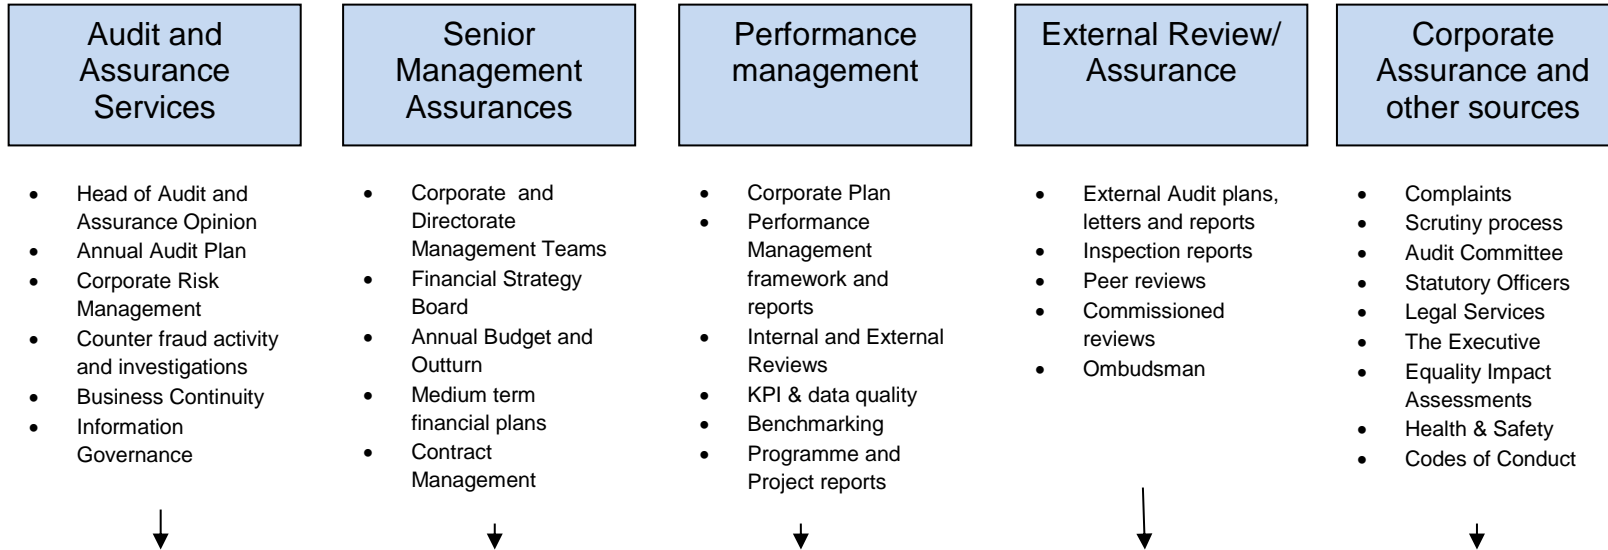 Audit and
Assurance
Services
Senior
Management
Assurances
Performance
management
External Review/
Assurance
Corporate
Assurance and
other sources
• Head of Audit and
Assurance Opinion
• Annual Audit Plan
• Corporate Risk
Management
• Counter fraud activity
and investigations
• Business Continuity
• Information
Governance
• Corporate and
Directorate
Management Teams
• Financial Strategy
Board
• Annual Budget and
Outturn
• Medium term
financial plans
• Contract
Management
• Corporate Plan
• Performance
Management
framework and
reports
• Internal and External
Reviews
• KPI & data quality
• Benchmarking
• Programme and
Project reports
• External Audit plans,
letters and reports
• Inspection reports
• Peer reviews
• Commissioned
reviews
• Ombudsman
• Complaints
• Scrutiny process
• Audit Committee
• Statutory Officers
• Legal Services
• The Executive
• Equality Impact
Assessments
• Health & Safety
• Codes of Conduct